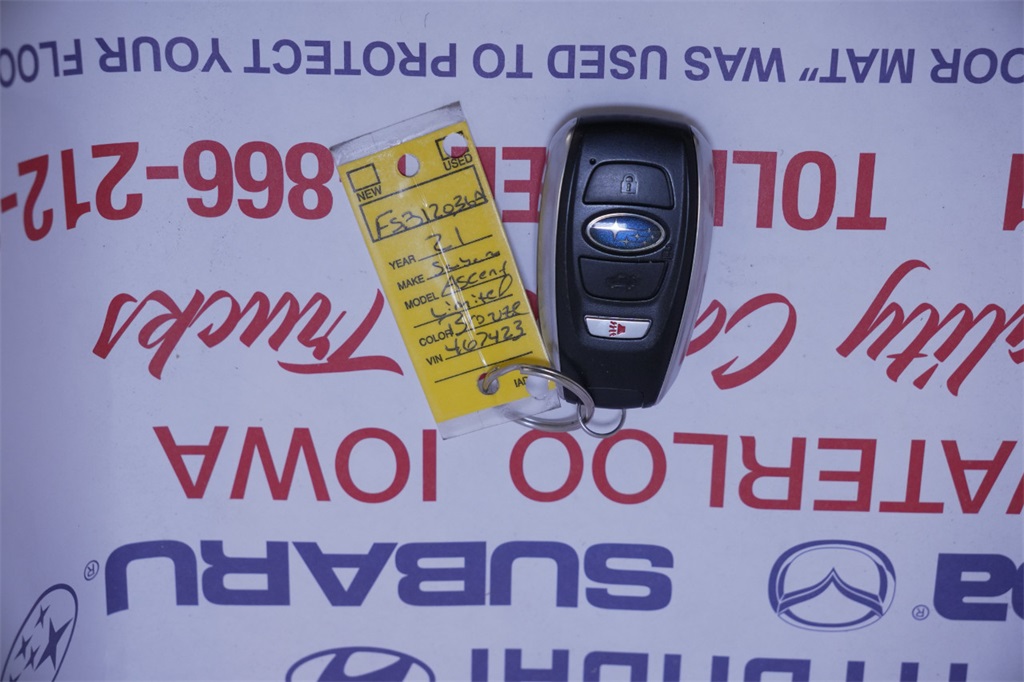 OOR MAT" WAS USED TO PROTECT YOUR FLOO
TOLL
866-212-
Trucks
WATERLOO IOWA
SUBARU®
®
NEW
USED
FS312036A
YEAR 21
MAKE Subaru
MODEL Ascent
Limited
COLOR Bronze
VIN 467423